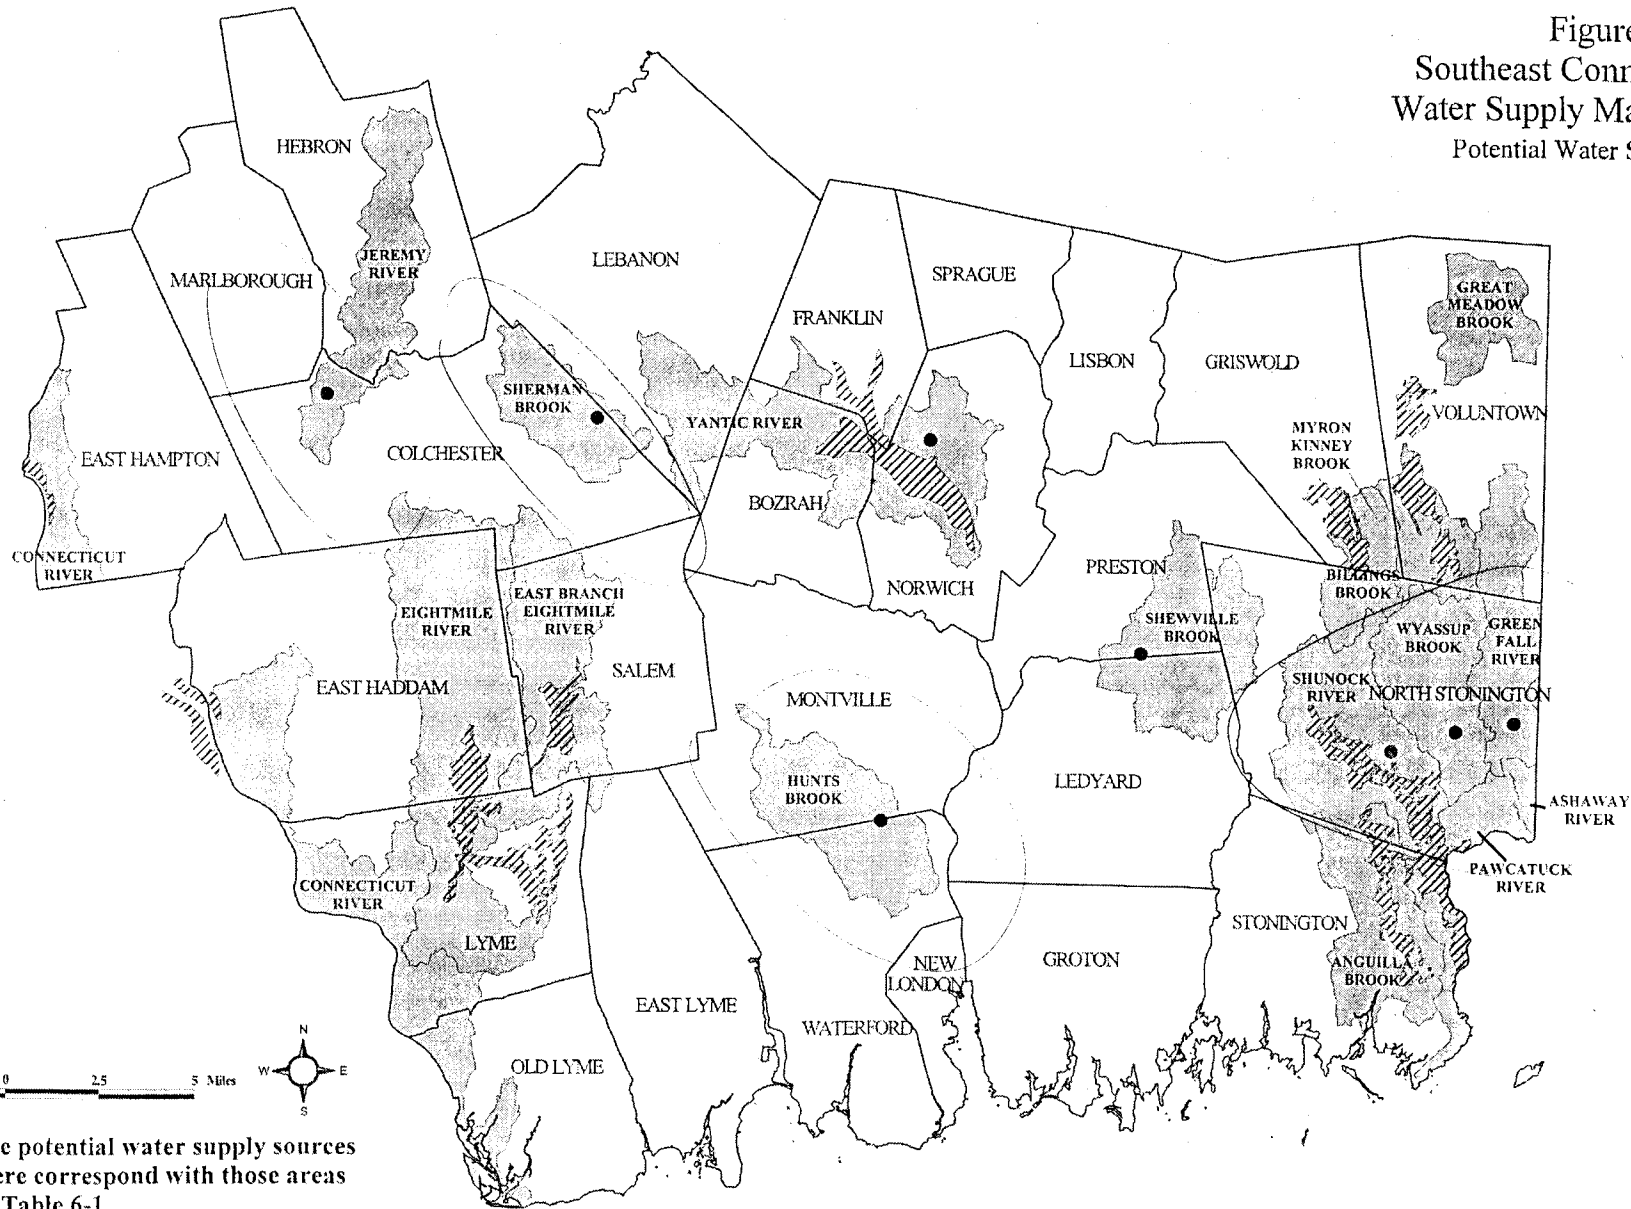 Figure
Southeast Conn
Water Supply Ma
Potential Water S
HEBRON
JEREMY
RIVER
MARLBOROUGH
LEBANON
SPRAGUE
FRANKLIN
LISBON
GRISWOLD
GREAT
MEADOW
BROOK
VOLUNTOWN
MYRON
KINNEY
BROOK
SHERMAN
BROOK
YANTIC RIVER
EAST HAMPTON
COLCHESTER
BOZRAH
CONNECTICUT
RIVER
NORWICH
PRESTON
BILLINGS
BROOK
EIGHTMILE
RIVER
EAST BRANCH
EIGHTMILE
RIVER
SHEWVILLE
BROOK
WYASSUP
BROOK
GREEN
FALL
RIVER
EAST HADDAM
SALEM
MONTVILLE
SHUNOCK
RIVER
NORTH STONINGTON
HUNTS
BROOK
LEDYARD
ASHAWAY
RIVER
PAWCATUCK
RIVER
CONNECTICUT
RIVER
LYME
STONINGTON
NEW
LONDON
GROTON
ANGUILLA
BROOK
EAST LYME
WATERFORD
OLD LYME
N
W
E
S
0 2.5 5 Miles
e potential water supply sources
ere correspond with those areas
Table 6-1